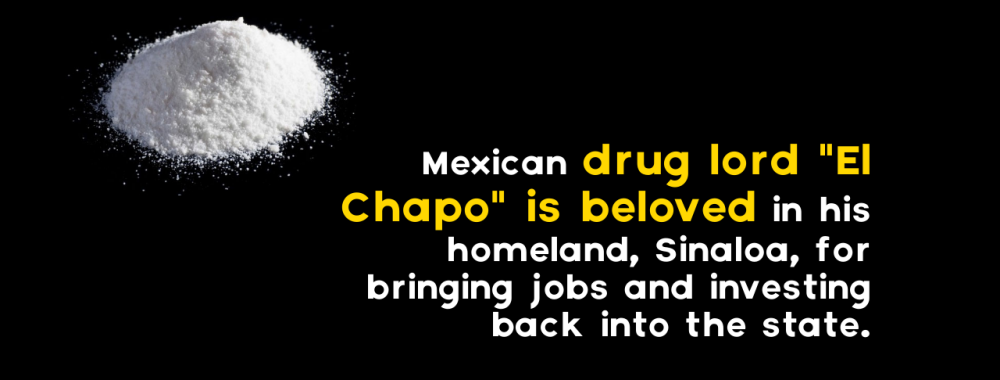 Mexican drug lord "El
Chapo" is beloved in his
homeland, Sinaloa, for
bringing jobs and investing
back into the state.